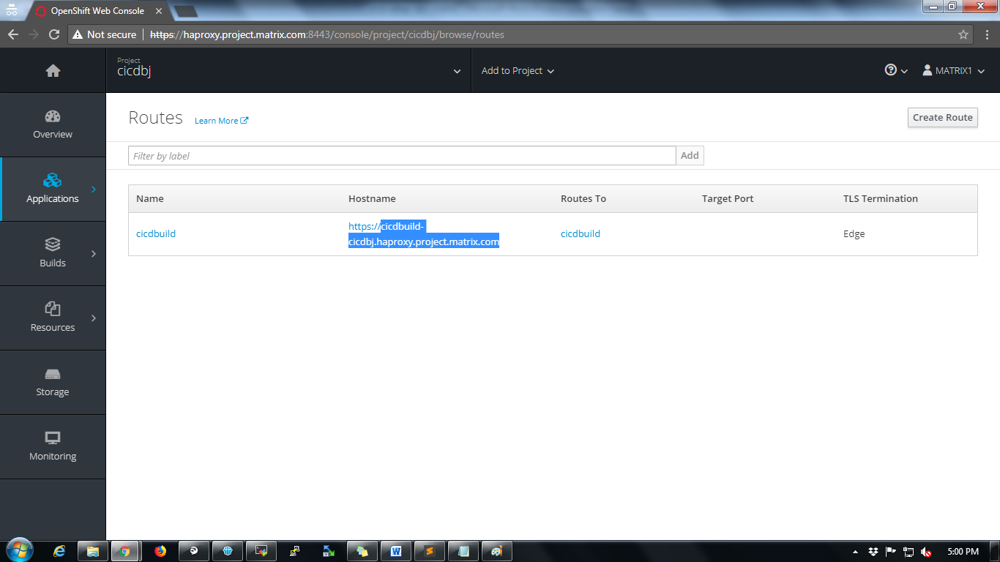 OpenShift Web Console
Not secure
https://haproxy.project.matrix.com:8443/console/project/cicdbj/browse/routes
Project
cicdbj
Add to Project
MATRIX1
Overview
Applications
Builds
Resources
Storage
Monitoring
Routes
Learn More
Create Route
Filter by label
Add
Name
Hostname
Routes To
Target Port
TLS Termination
cicdbuild
https://cicdbuild-
cicdbj.haproxy.project.matrix.com
cicdbuild
Edge
5:00 PM